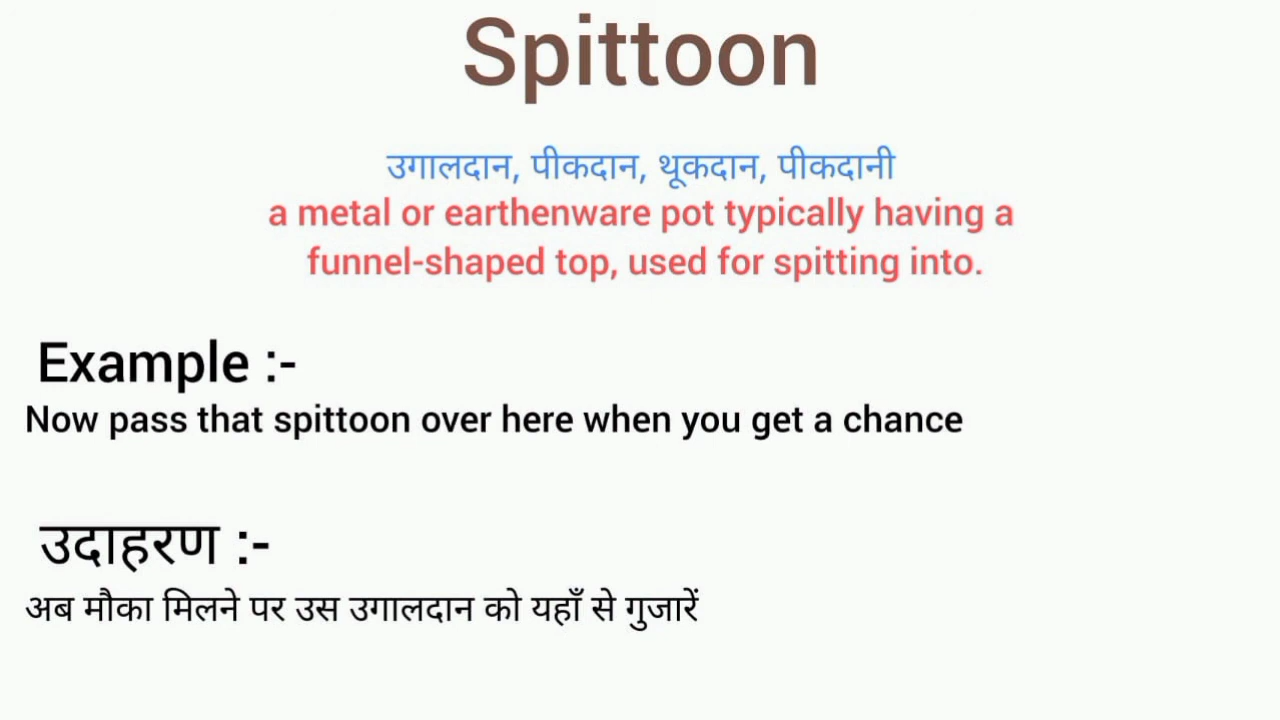 Spittoon
उगालदान, पीकदान, थूकदान, पीकदानी
a metal or earthenware pot typically having a
funnel-shaped top, used for spitting into.
Example :-
Now pass that spittoon over here when you get a chance
उदाहरण :-
अब मौका मिलने पर उस उगालदान को यहाँ से गुजारें